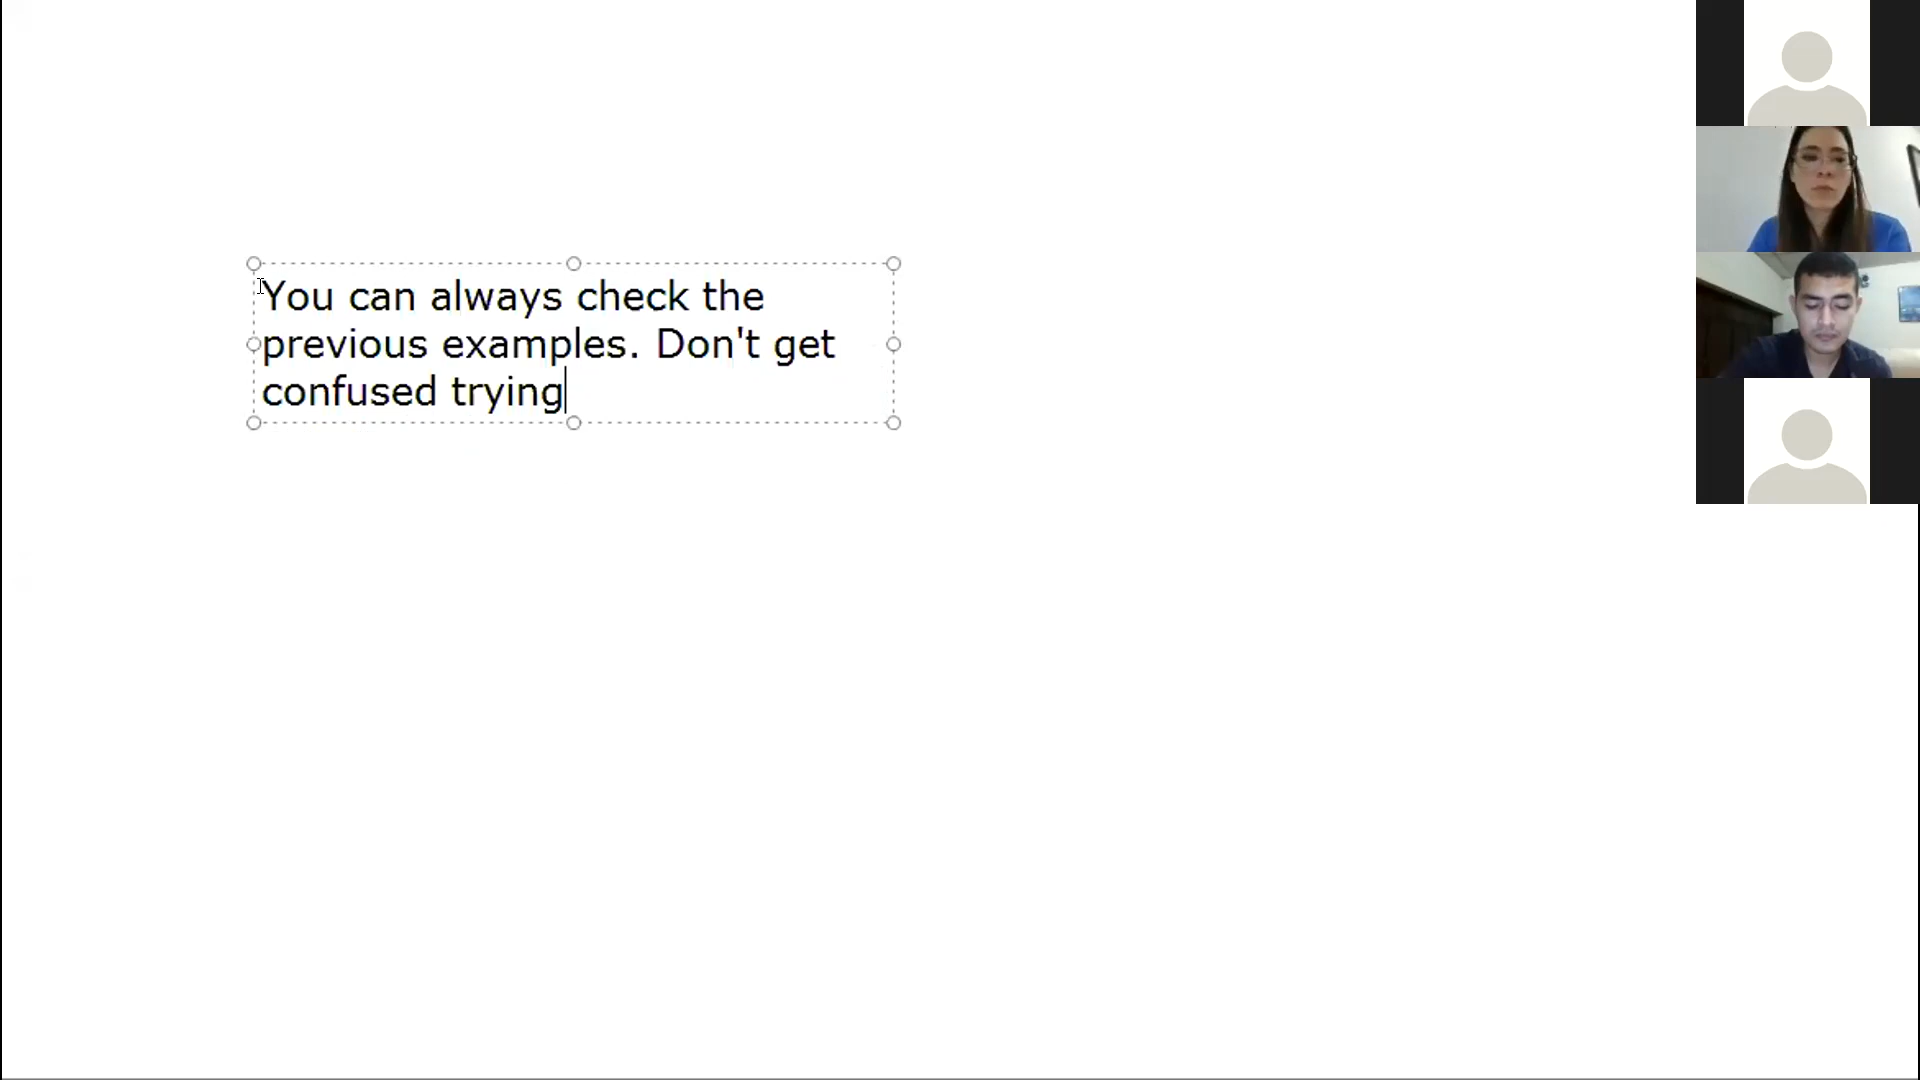 You can always check the
previous examples. Don't get
confused trying